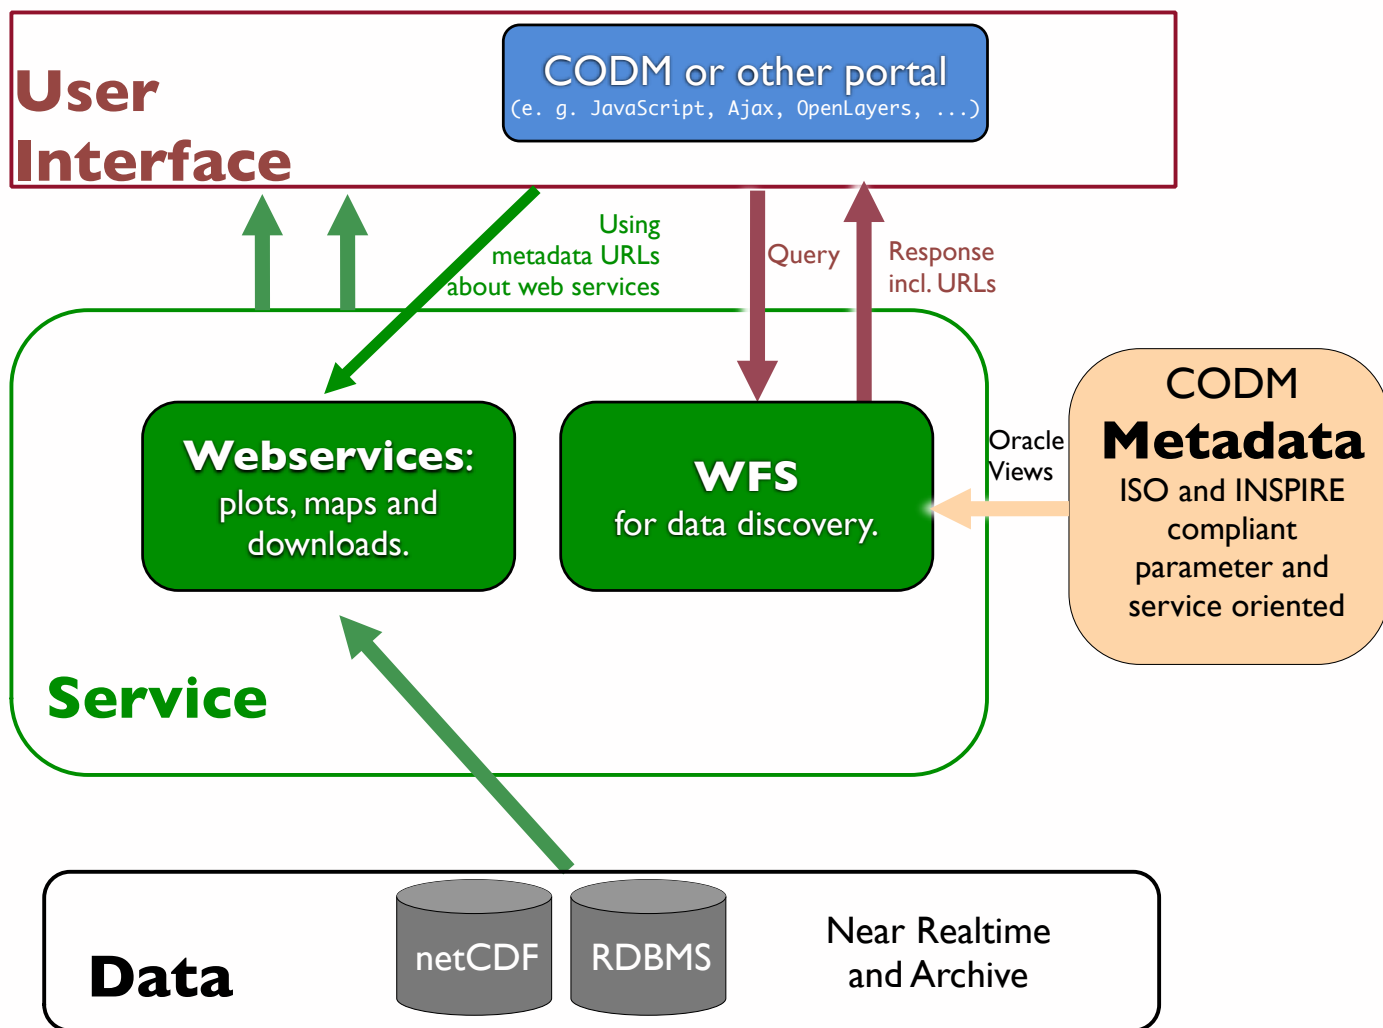 User
Interface
CODM or other portal
(e. g. JavaScript, Ajax, OpenLayers, ...)
Using
metadata URLs
about web services
Query
Response
incl. URLs
Webservices:
plots, maps and
downloads.
WFS
for data discovery.
Oracle
Views
CODM
Metadata
ISO and INSPIRE
compliant
parameter and
service oriented
Service
Data
netCDF
RDBMS
Near Realtime
and Archive